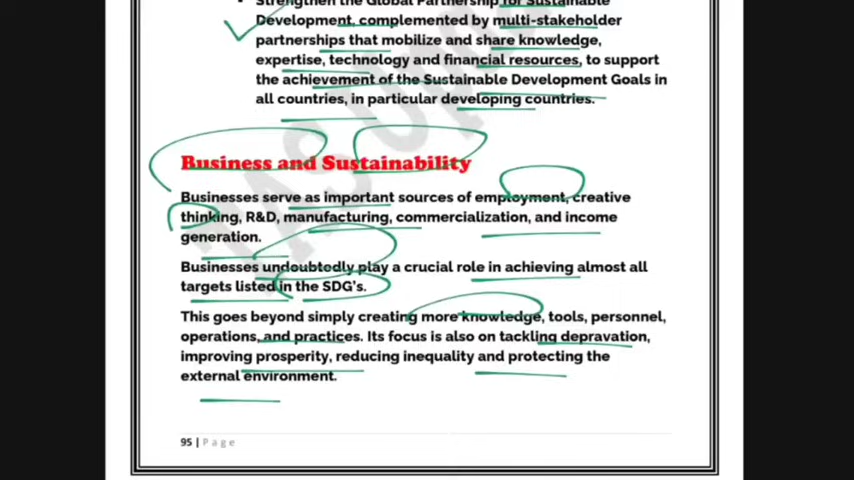 • Strengthen the Global Partnership for Sustainable
Development, complemented by multi-stakeholder
partnerships that mobilize and share knowledge,
expertise, technology and financial resources, to support
the achievement of the Sustainable Development Goals in
all countries, in particular developing countries.
Business and Sustainability
Businesses serve as important sources of employment, creative
thinking, R&D, manufacturing, commercialization, and income
generation.
Businesses undoubtedly play a crucial role in achieving almost all
targets listed in the SDG's.
This goes beyond simply creating more knowledge, tools, personnel,
operations, and practices. Its focus is also on tackling depravation,
improving prosperity, reducing inequality and protecting the
external environment.
95 | Page